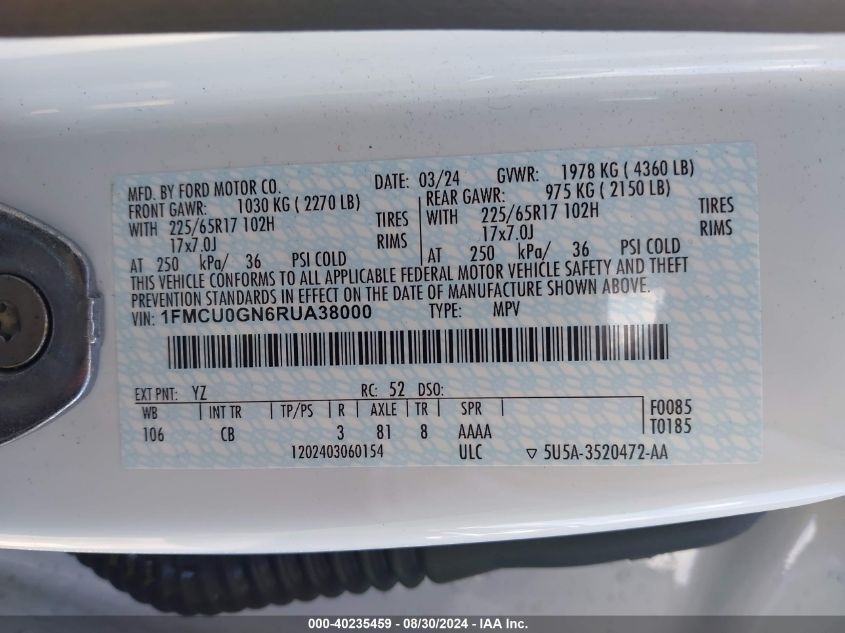 MFD. BY FORD MOTOR CO.
DATE: 03/24 GVWR: 1978 KG ( 4360 LB)
FRONT GAWR: 1030 KG ( 2270 LB) REAR GAWR: 975 KG ( 2150 LB)
WITH 225/65R17 102H TIRES WITH 225/65R17 102H TIRES
17x7.0J RIMS 17x7.0J RIMS
AT 250 kPa/ 36 PSI COLD AT 250 kPa/ 36 PSI COLD
THIS VEHICLE CONFORMS TO ALL APPLICABLE FEDERAL MOTOR VEHICLE SAFETY AND THEFT
PREVENTION STANDARDS IN EFFECT ON THE DATE OF MANUFACTURE SHOWN ABOVE.
VIN: 1FMCU0GN6RUA38000 TYPE: MPV
EXT PNT: YZ RC: 52 DSO:
WB INT TR TP/PS R AXLE TR SPR F0085
106 CB 3 81 8 AAAA T0185
1202403060154 ULC ▽ 5U5A-3520472-AA
000-40235459 - 08/30/2024 - IAA Inc.